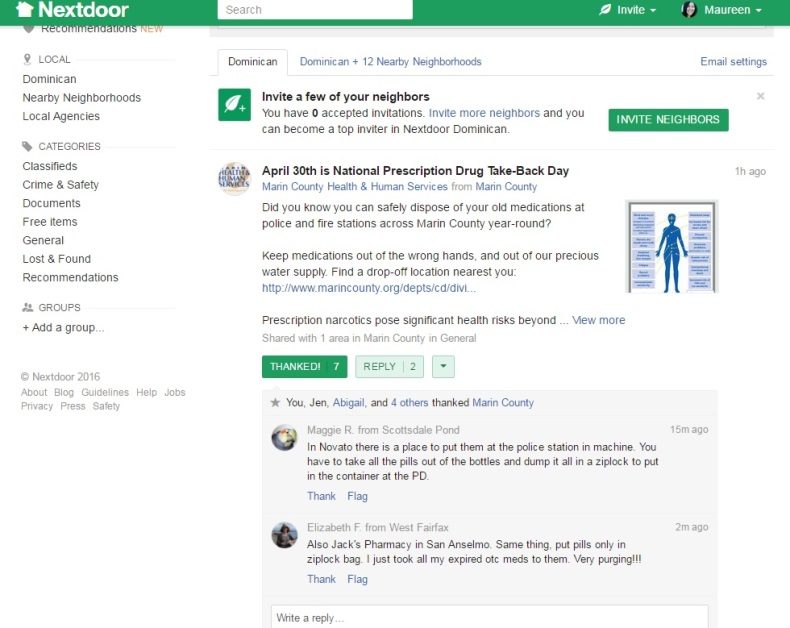 Nextdoor
Search
Invite
Maureen
Recommendations NEW
LOCAL
Dominican
Nearby Neighborhoods
Local Agencies
CATEGORIES
Classifieds
Crime & Safety
Documents
Free items
General
Lost & Found
Recommendations
GROUPS
+ Add a group...
© Nextdoor 2016
About Blog Guidelines Help Jobs
Privacy Press Safety
Dominican
Dominican + 12 Nearby Neighborhoods
Email settings
Invite a few of your neighbors
You have 0 accepted invitations. Invite more neighbors and you
can become a top inviter in Nextdoor Dominican.
INVITE NEIGHBORS
HEALTH &
HUMAN
SERVICES
April 30th is National Prescription Drug Take-Back Day
1h ago
Marin County Health & Human Services from Marin County
Did you know you can safely dispose of your old medications at
police and fire stations across Marin County year-round?
Keep medications out of the wrong hands, and out of our precious
water supply. Find a drop-off location nearest you:
http://www.marincounty.org/depts/cd/divi...
Prescription narcotics pose significant health risks beyond ... View more
Shared with 1 area in Marin County in General
THANKED! 7
REPLY 2
You, Jen, Abigail, and 4 others thanked Marin County
Maggie R. from Scottsdale Pond
15m ago
In Novato there is a place to put them at the police station in machine. You
have to take all the pills out of the bottles and dump it all in a ziplock to put
in the container at the PD.
Thank Flag
Elizabeth F. from West Fairfax
2m ago
Also Jack's Pharmacy in San Anselmo. Same thing, put pills only in
ziplock bag. I just took all my expired otc meds to them. Very purging!!!
Thank Flag
Write a reply...